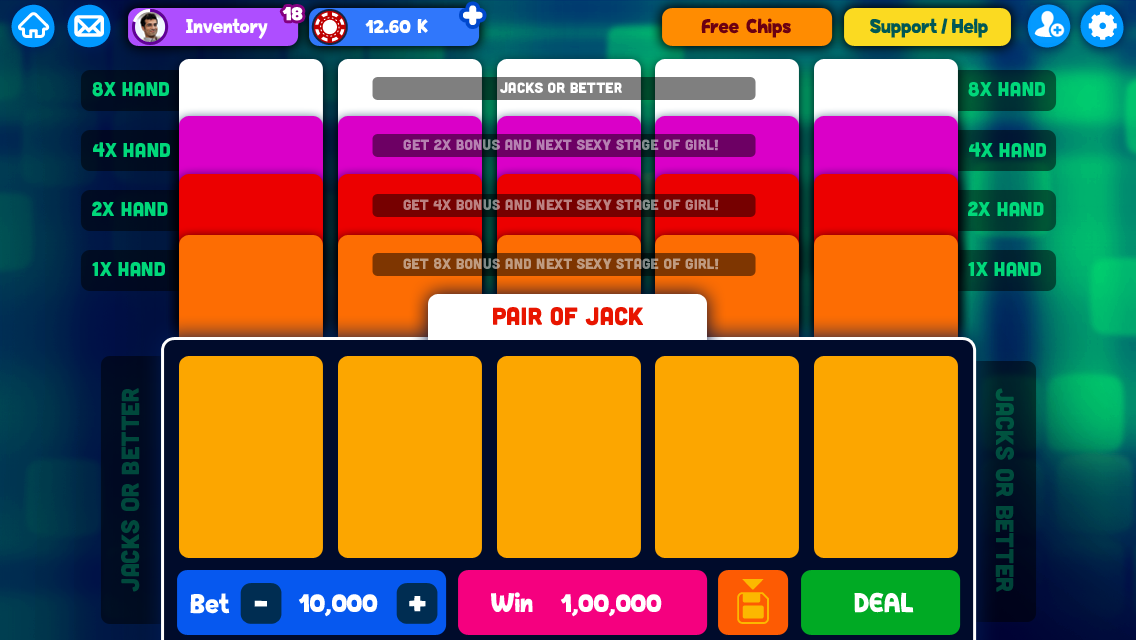 Inventory
18
12.60 K
Free Chips
Support / Help
8X HAND
JACKS OR BETTER
8X HAND
4X HAND
GET 2X BONUS AND NEXT SEXY STAGE OF GIRL!
4X HAND
2X HAND
GET 4X BONUS AND NEXT SEXY STAGE OF GIRL!
2X HAND
1X HAND
GET 8X BONUS AND NEXT SEXY STAGE OF GIRL!
1X HAND
PAIR OF JACK
JACKS OR BETTER
JACKS OR BETTER
Bet - 10,000 +
Win 1,00,000
DEAL